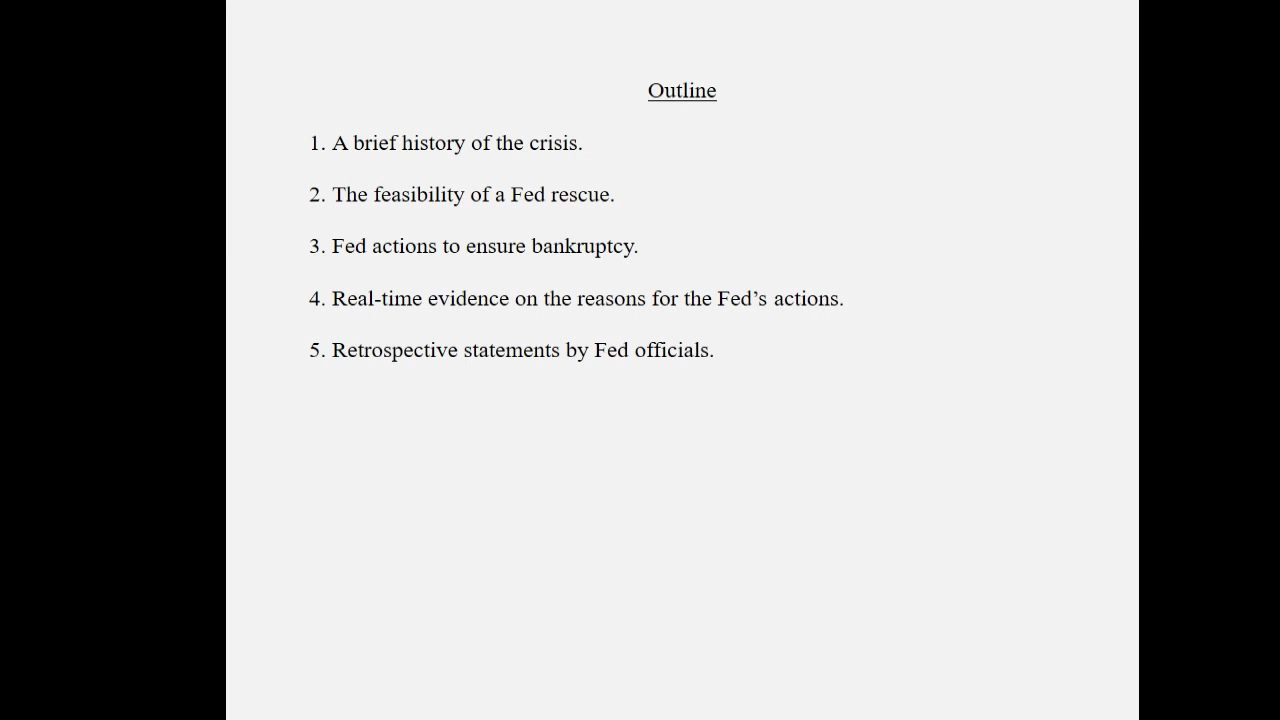 Outline
1. A brief history of the crisis.
2. The feasibility of a Fed rescue.
3. Fed actions to ensure bankruptcy.
4. Real-time evidence on the reasons for the Fed’s actions.
5. Retrospective statements by Fed officials.